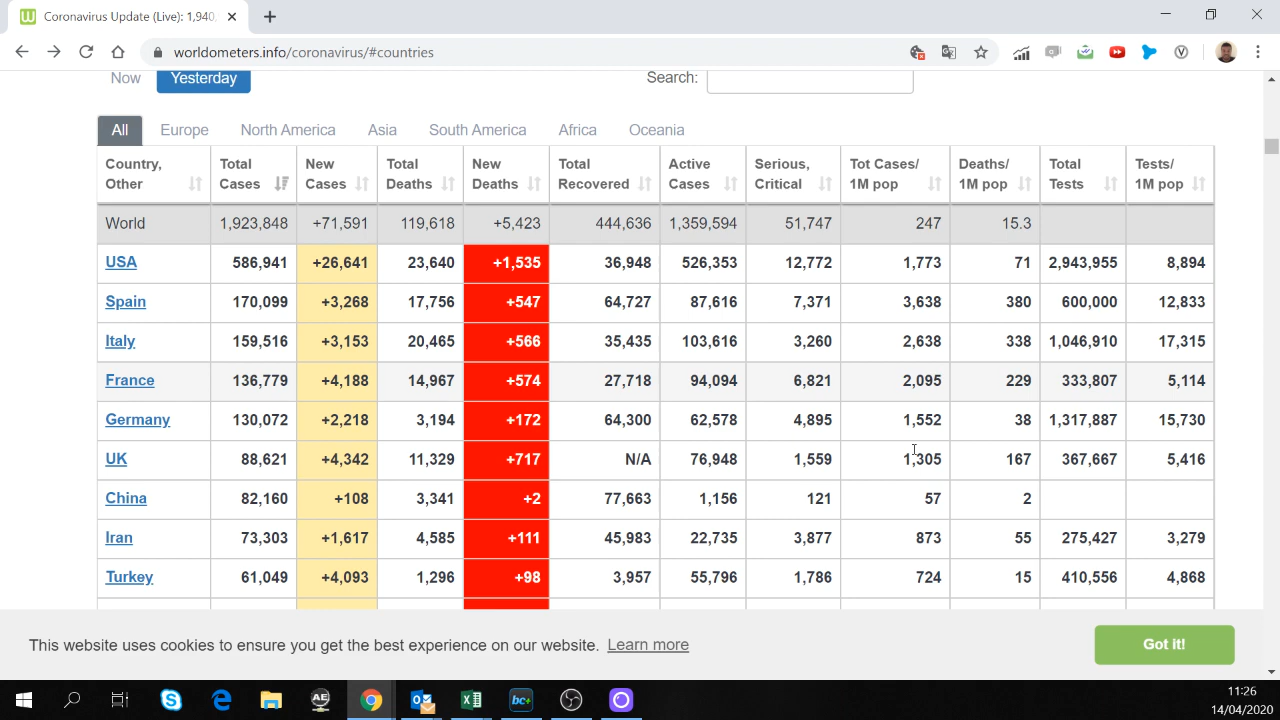 Coronavirus Update (Live): 1,940,
worldometers.info/coronavirus/#countries
Now Yesterday Search:
All Europe North America Asia South America Africa Oceania
Country, Other Total Cases New Cases Total Deaths New Deaths Total Recovered Active Cases Serious, Critical Tot Cases/ 1M pop Deaths/ 1M pop Total Tests Tests/ 1M pop
World 1,923,848 +71,591 119,618 +5,423 444,636 1,359,594 51,747 247 15.3
USA 586,941 +26,641 23,640 +1,535 36,948 526,353 12,772 1,773 71 2,943,955 8,894
Spain 170,099 +3,268 17,756 +547 64,727 87,616 7,371 3,638 380 600,000 12,833
Italy 159,516 +3,153 20,465 +566 35,435 103,616 3,260 2,638 338 1,046,910 17,315
France 136,779 +4,188 14,967 +574 27,718 94,094 6,821 2,095 229 333,807 5,114
Germany 130,072 +2,218 3,194 +172 64,300 62,578 4,895 1,552 38 1,317,887 15,730
UK 88,621 +4,342 11,329 +717 N/A 76,948 1,559 1,305 167 367,667 5,416
China 82,160 +108 3,341 +2 77,663 1,156 121 57 2
Iran 73,303 +1,617 4,585 +111 45,983 22,735 3,877 873 55 275,427 3,279
Turkey 61,049 +4,093 1,296 +98 3,957 55,796 1,786 724 15 410,556 4,868
This website uses cookies to ensure you get the best experience on our website. Learn more Got it!
AE bc+
11:26
14/04/2020